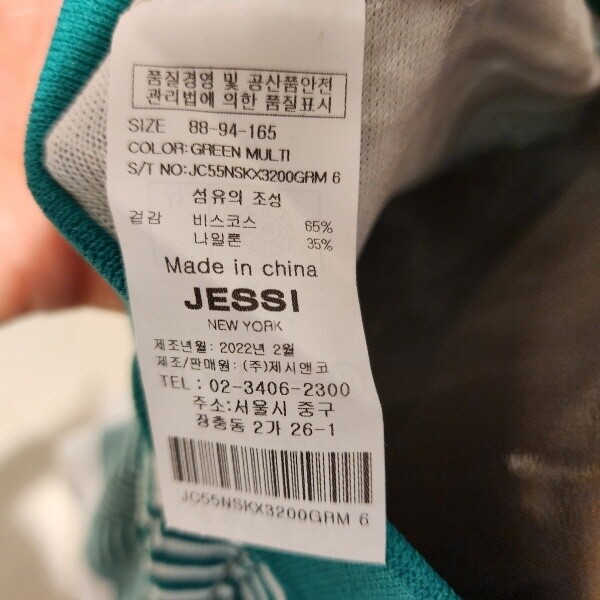 품질경영 및 공산품안전
관리법에 의한 품질표시
SIZE 88-94-165
COLOR:GREEN MULTI
S/T NO:JC55NSKX3200GRM 6
섬유의 조성
겉감 비스코스 65%
나일론 35%
Made in china
JESSI
NEW YORK
제조년월: 2022년 2월
제조/판매원: (주)제시앤코
TEL : 02-3406-2300
주소:서울시 중구
장충동 2가 26-1
JC55NSKX3200GRM 6